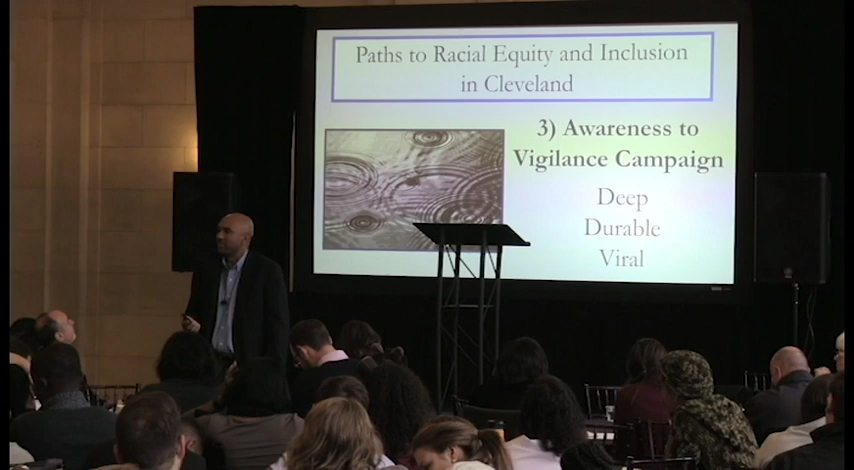 Paths to Racial Equity and Inclusion
in Cleveland
3) Awareness to
Vigilance Campaign
Deep
Durable
Viral